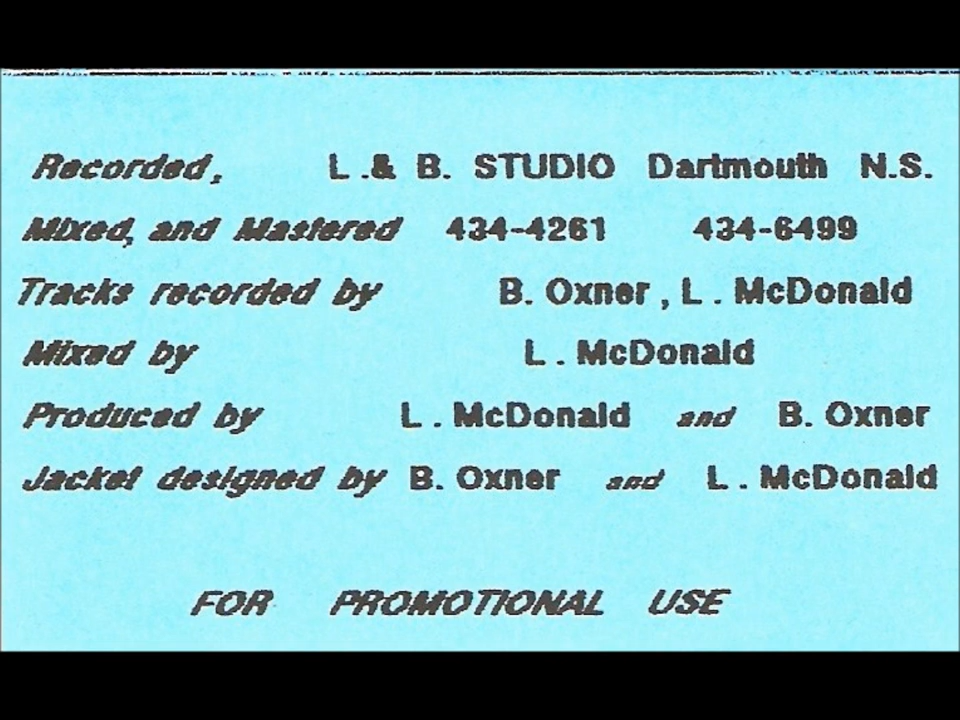 Recorded, L.& B. STUDIO Dartmouth N.S.
Mixed, and Mastered 434-4261 434-6499
Tracks recorded by B. Oxner , L . McDonald
Mixed by L . McDonald
Produced by L . McDonald and B. Oxner
Jacket designed by B. Oxner and L . McDonald
FOR PROMOTIONAL USE